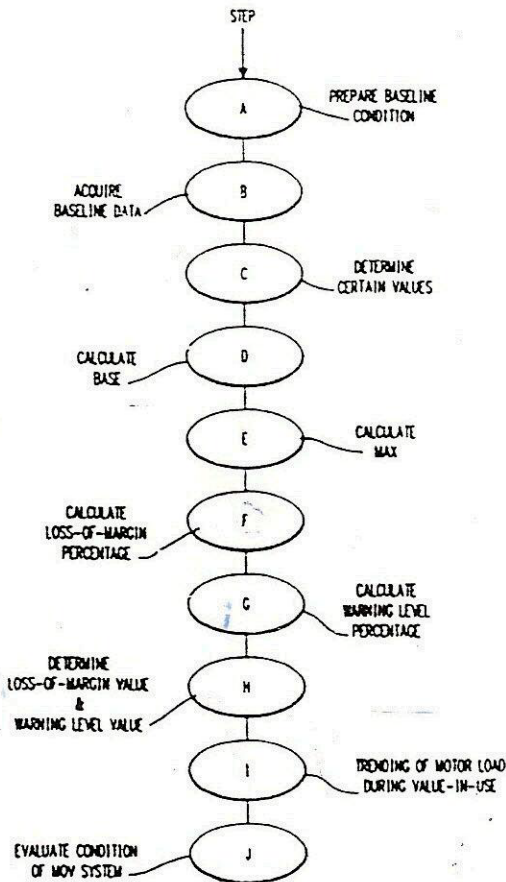 STEP
A
PREPARE BASELINE
CONDITION
B
ACQUIRE
BASELINE DATA
C
DETERMINE
CERTAIN VALUES
D
CALCULATE
BASE
E
CALCULATE
MAX
F
CALCULATE
LOSS-OF-MARGIN
PERCENTAGE
G
CALCULATE
WARNING LEVEL
PERCENTAGE
H
DETERMINE
LOSS-OF-MARGIN VALUE
&
WARNING LEVEL VALUE
I
TRENDING OF MOTOR LOAD
DURING VALUE-IN-USE
J
EVALUATE CONDITION
OF MOV SYSTEM